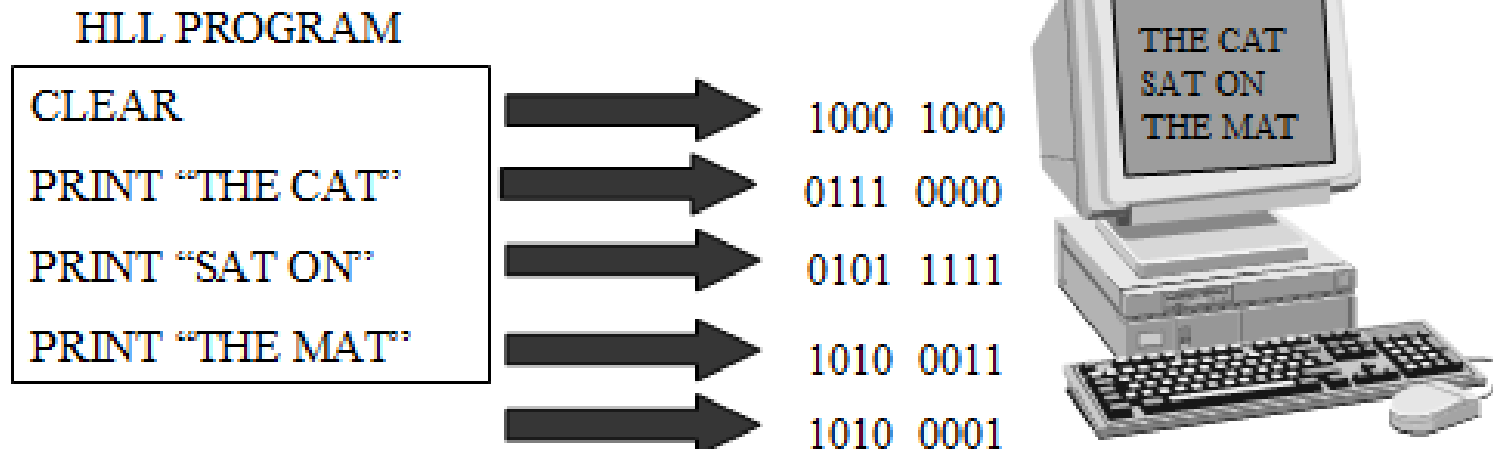 HLL PROGRAM
CLEAR
PRINT “THE CAT”
PRINT “SAT ON”
PRINT “THE MAT”
1000 1000
0111 0000
0101 1111
1010 0011
1010 0001
THE CAT
SAT ON
THE MAT